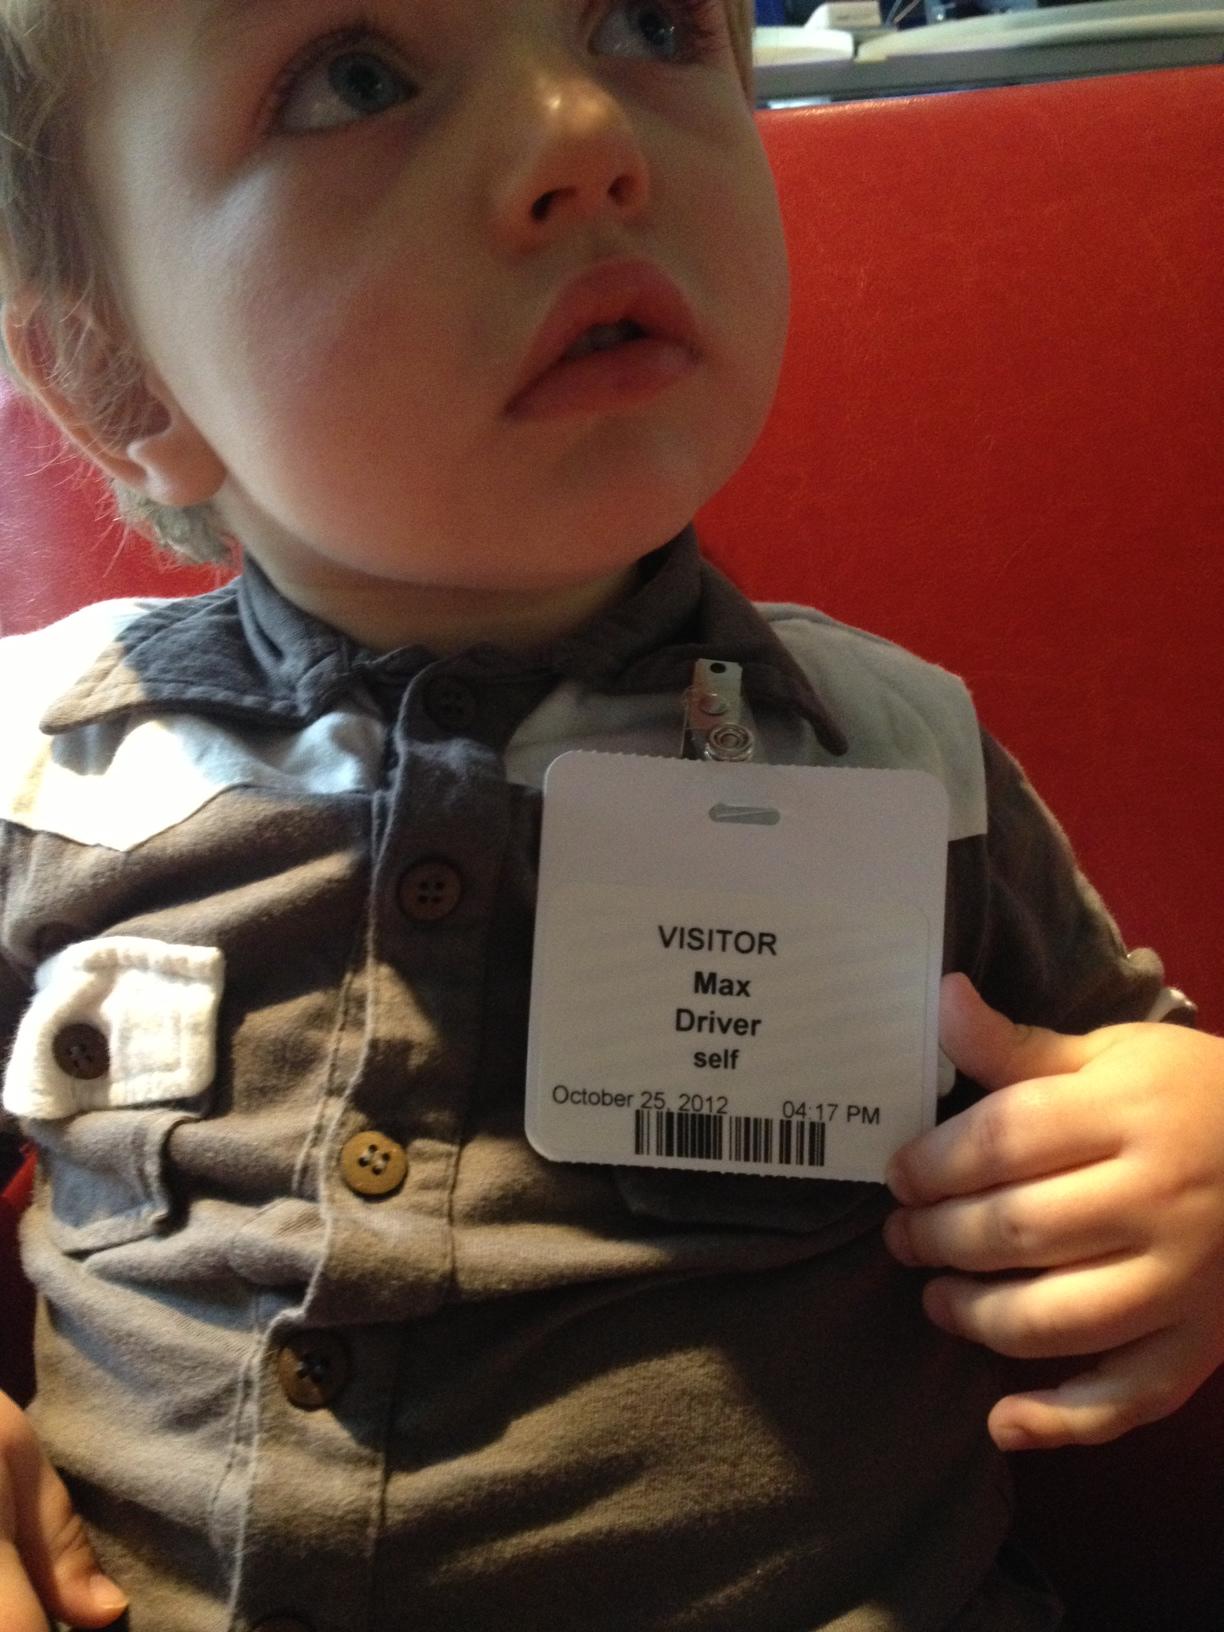 VISITOR
Max
Driver
self
October 25, 2012 04:17 PM